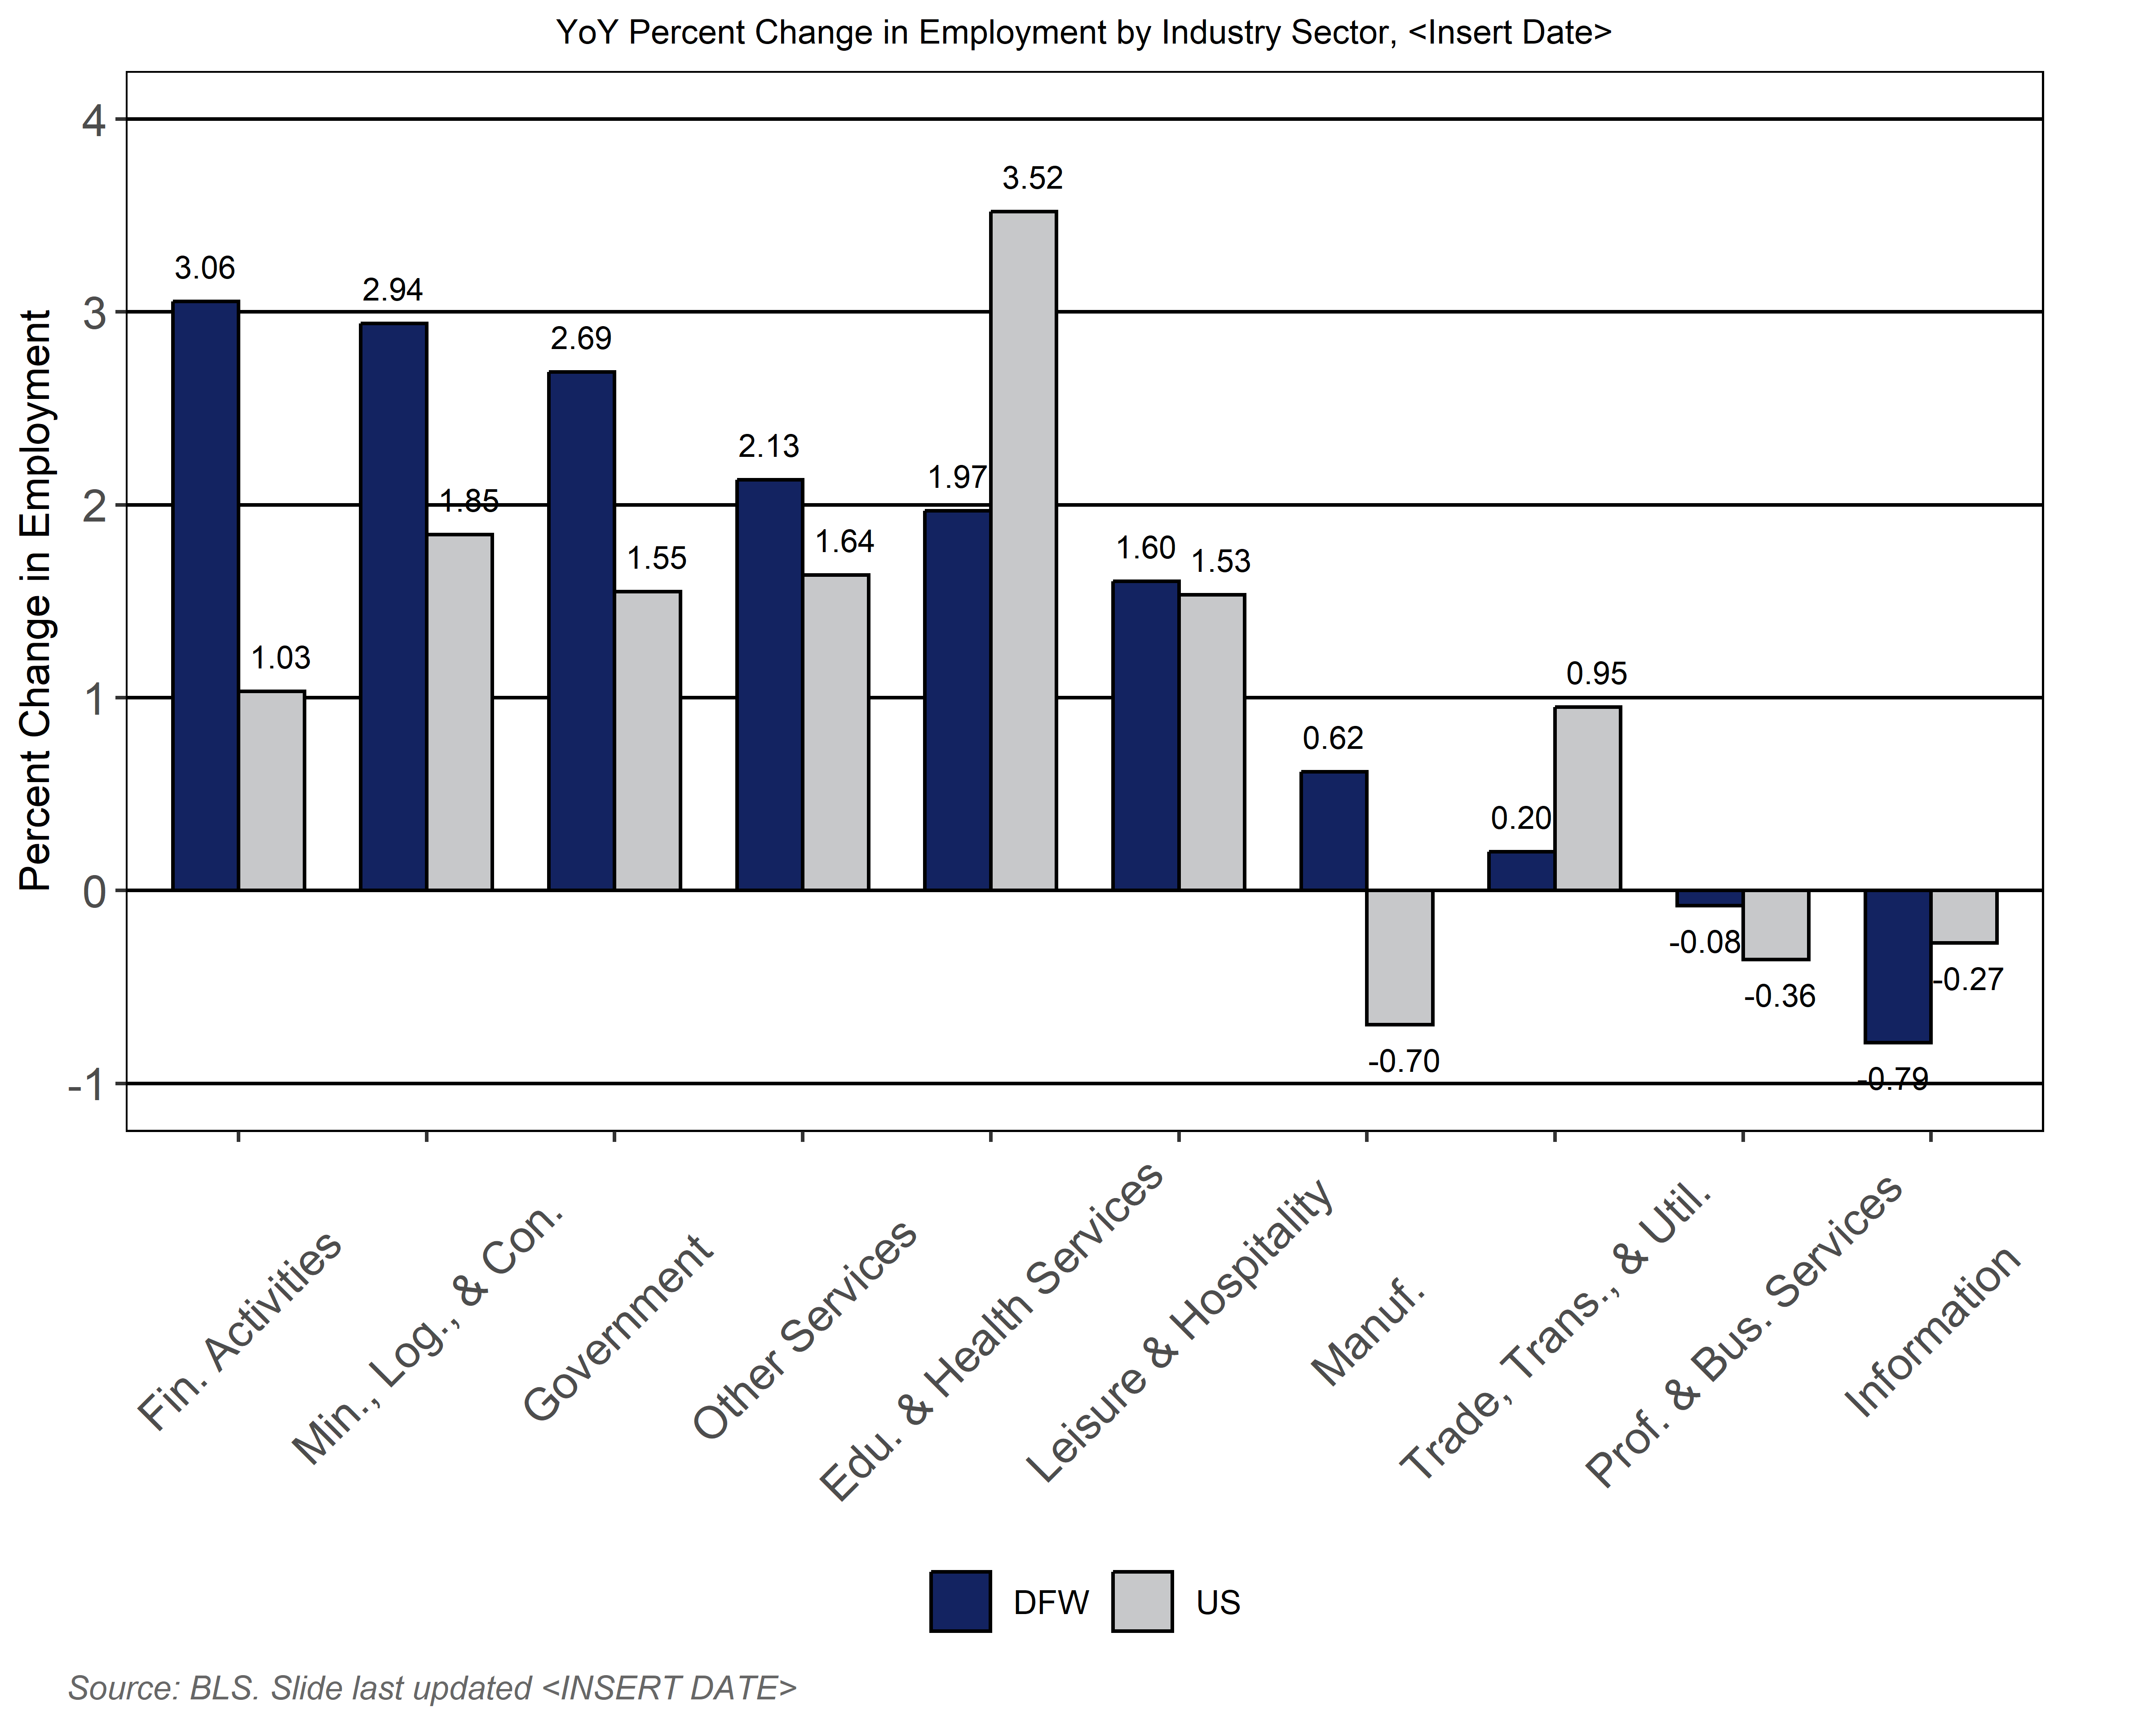 YoY Percent Change in Employment by Industry Sector, <Insert Date>
Percent Change in Employment
4
3
2
1
0
-1
3.06
1.03
2.94
1.85
2.69
1.55
2.13
1.64
1.97
3.52
1.60
1.53
0.62
-0.70
0.20
0.95
-0.08
-0.36
-0.79
-0.27
Fin. Activities
Min., Log., & Con.
Government
Other Services
Edu. & Health Services
Leisure & Hospitality
Manuf.
Trade, Trans., & Util.
Prof. & Bus. Services
Information
DFW
US
Source: BLS. Slide last updated <INSERT DATE>